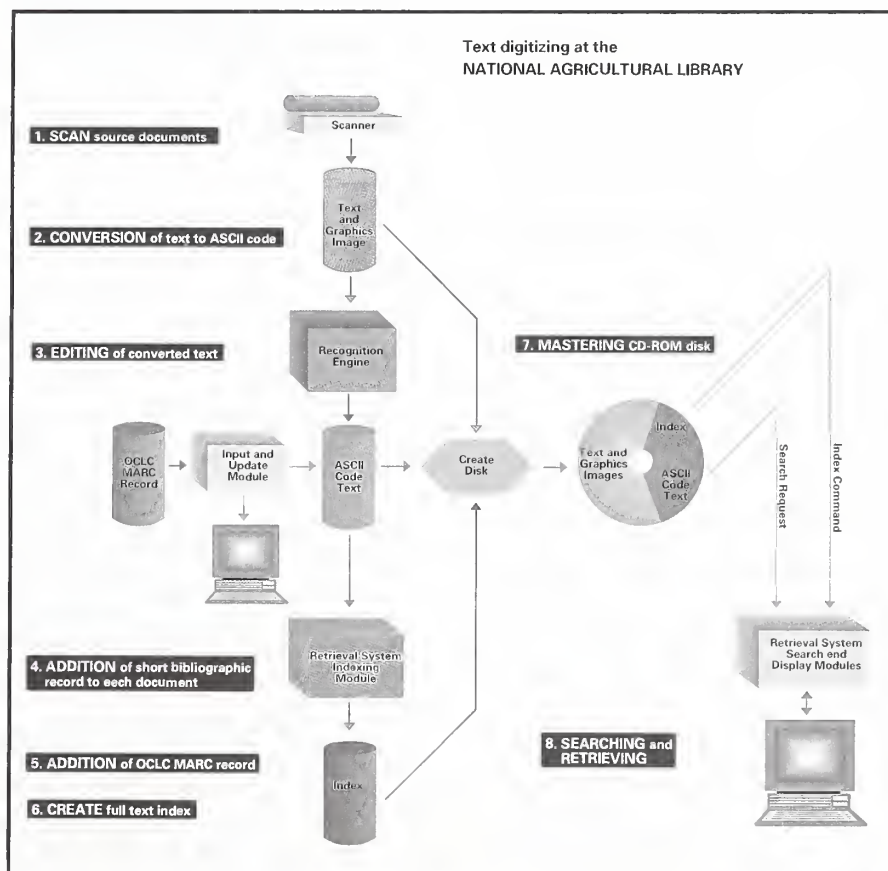 Text digitizing at the
NATIONAL AGRICULTURAL LIBRARY
1. SCAN source documents
Scanner
Text
and
Graphics
Image
2. CONVERSION of text to ASCII code
3. EDITING of converted text
Recognition
Engine
7. MASTERING CD-ROM disk
OCLC
MARC
Record
Input and
Update
Module
ASCII
Code
Text
Create
Disk
Text and
Graphics
Images
Index
ASCII
Code
Text
Search Request
Index Command
4. ADDITION of short bibliographic
record to each document
Retrieval System
Indexing
Module
Retrieval System
Search end
Display Modules
5. ADDITION of OCLC MARC record
6. CREATE full text index
Index
8. SEARCHING and
RETRIEVING